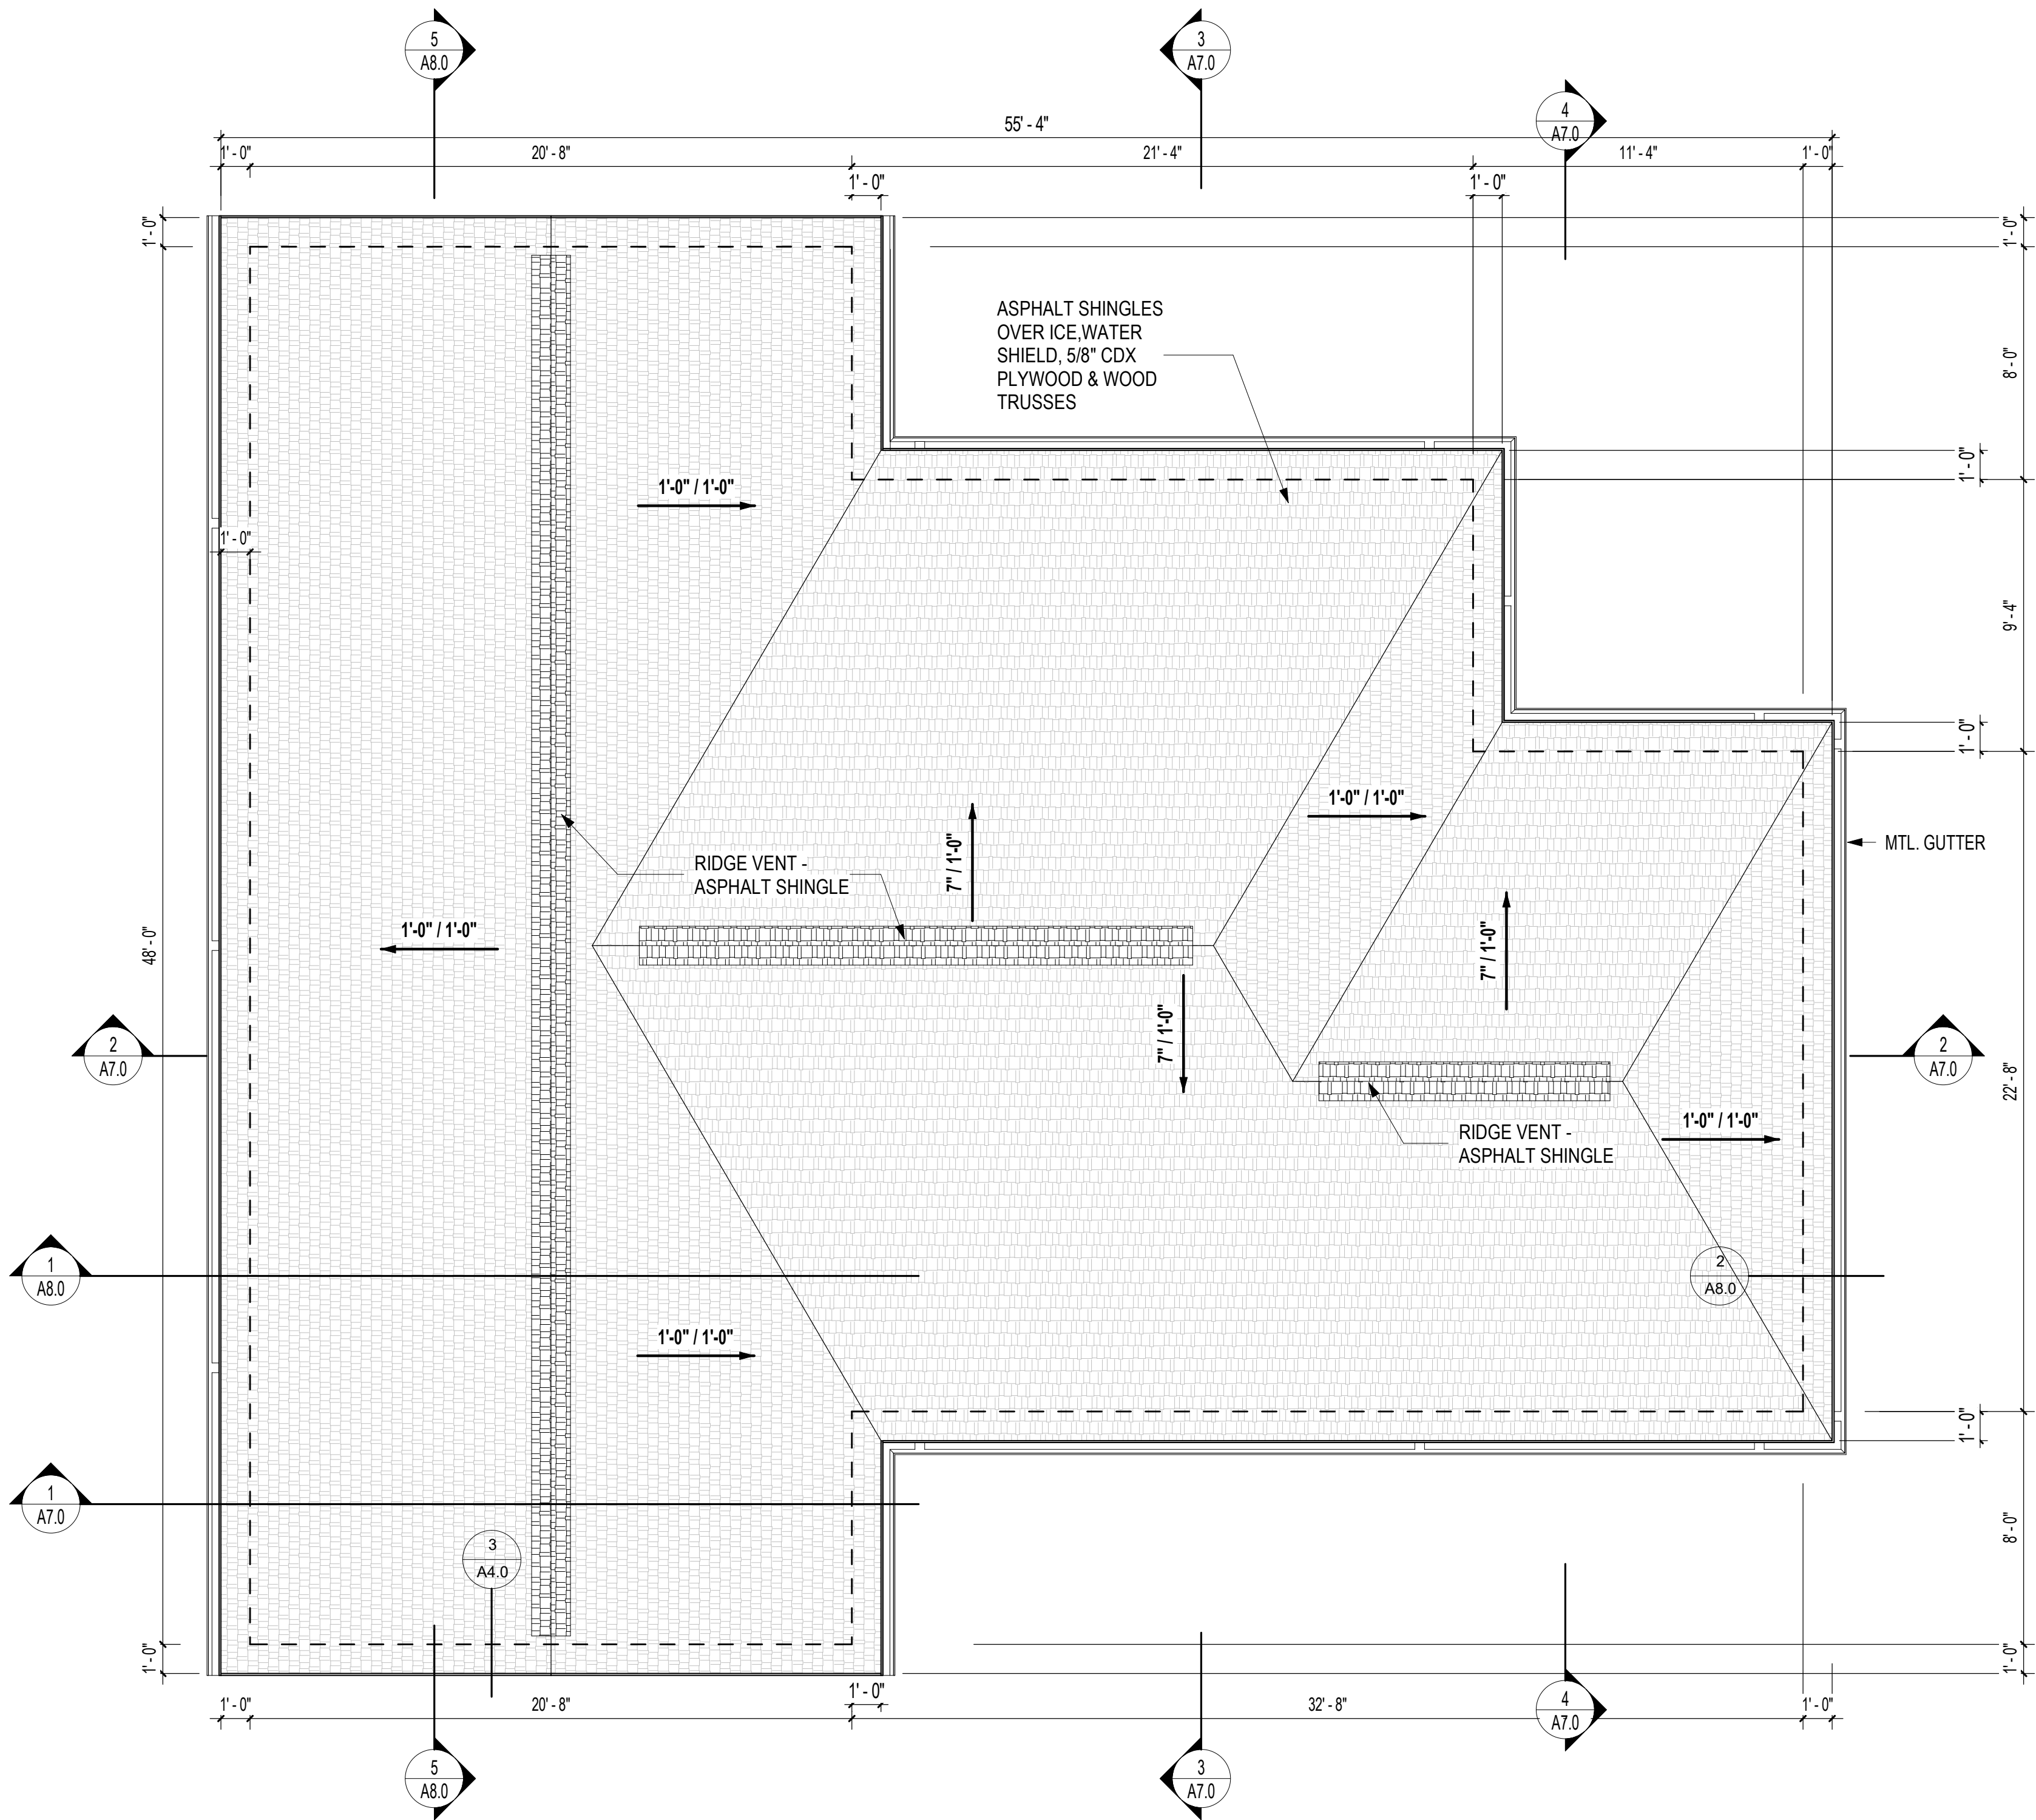 5
A8.0
3
A7.0
4
A7.0
55' - 4"
1' - 0"
20' - 8"
21' - 4"
11' - 4"
1' - 0"
1' - 0"
1' - 0"
1' - 0"
1' - 0"
ASPHALT SHINGLES
OVER ICE,WATER
SHIELD, 5/8" CDX
PLYWOOD & WOOD
TRUSSES
8' - 0"
1' - 0"
1'-0" / 1'-0"
1' - 0"
9' - 4"
1' - 0"
1'-0" / 1'-0"
MTL. GUTTER
RIDGE VENT -
ASPHALT SHINGLE
7" / 1'-0"
1'-0" / 1'-0"
48' - 0"
7" / 1'-0"
7" / 1'-0"
2
A7.0
2
A7.0
22' - 8"
1'-0" / 1'-0"
RIDGE VENT -
ASPHALT SHINGLE
1
A8.0
2
A8.0
1'-0" / 1'-0"
1' - 0"
1
A7.0
8' - 0"
3
A4.0
1' - 0"
1' - 0"
1' - 0"
20' - 8"
1' - 0"
32' - 8"
1' - 0"
4
A7.0
5
A8.0
3
A7.0